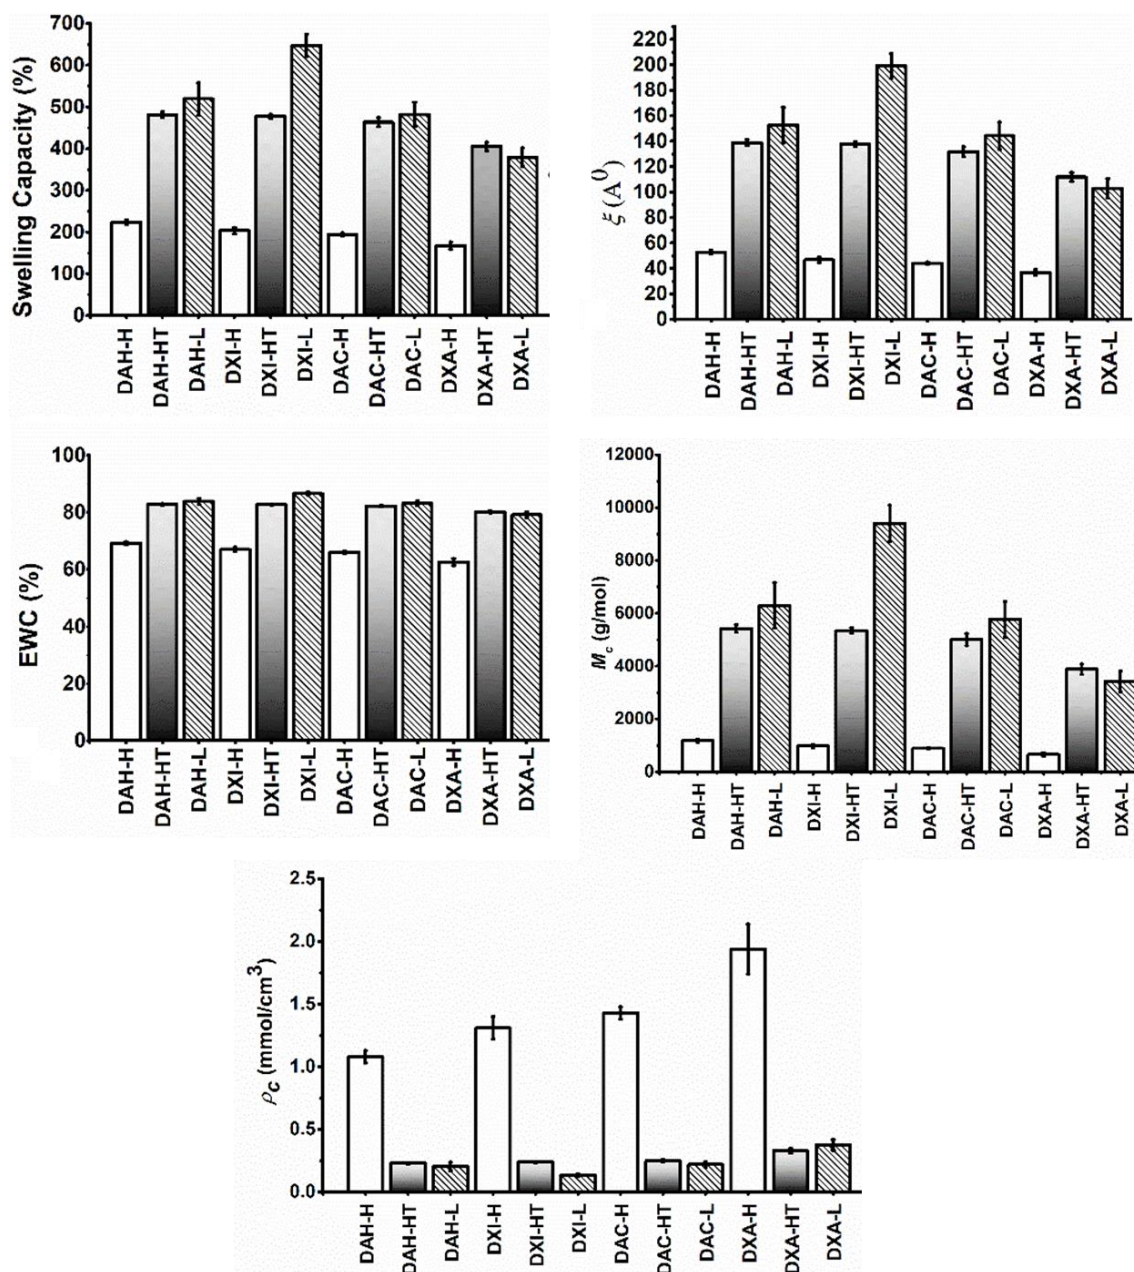 Swelling Capacity (%)
700
600
500
400
300
200
100
0
DAH-H
DAH-HT
DAH-L
DXI-H
DXI-HT
DXI-L
DAC-H
DAC-HT
DAC-L
DXA-H
DXA-HT
DXA-L
ξ (A⁰)
220
200
180
160
140
120
100
80
60
40
20
0
DAH-H
DAH-HT
DAH-L
DXI-H
DXI-HT
DXI-L
DAC-H
DAC-HT
DAC-L
DXA-H
DXA-HT
DXA-L
EWC (%)
100
80
60
40
20
0
DAH-H
DAH-HT
DAH-L
DXI-H
DXI-HT
DXI-L
DAC-H
DAC-HT
DAC-L
DXA-H
DXA-HT
DXA-L
Mc (g/mol)
12000
10000
8000
6000
4000
2000
0
DAH-H
DAH-HT
DAH-L
DXI-H
DXI-HT
DXI-L
DAC-H
DAC-HT
DAC-L
DXA-H
DXA-HT
DXA-L
ρc (mmol/cm³)
2.5
2.0
1.5
1.0
0.5
0.0
DAH-H
DAH-HT
DAH-L
DXI-H
DXI-HT
DXI-L
DAC-H
DAC-HT
DAC-L
DXA-H
DXA-HT
DXA-L